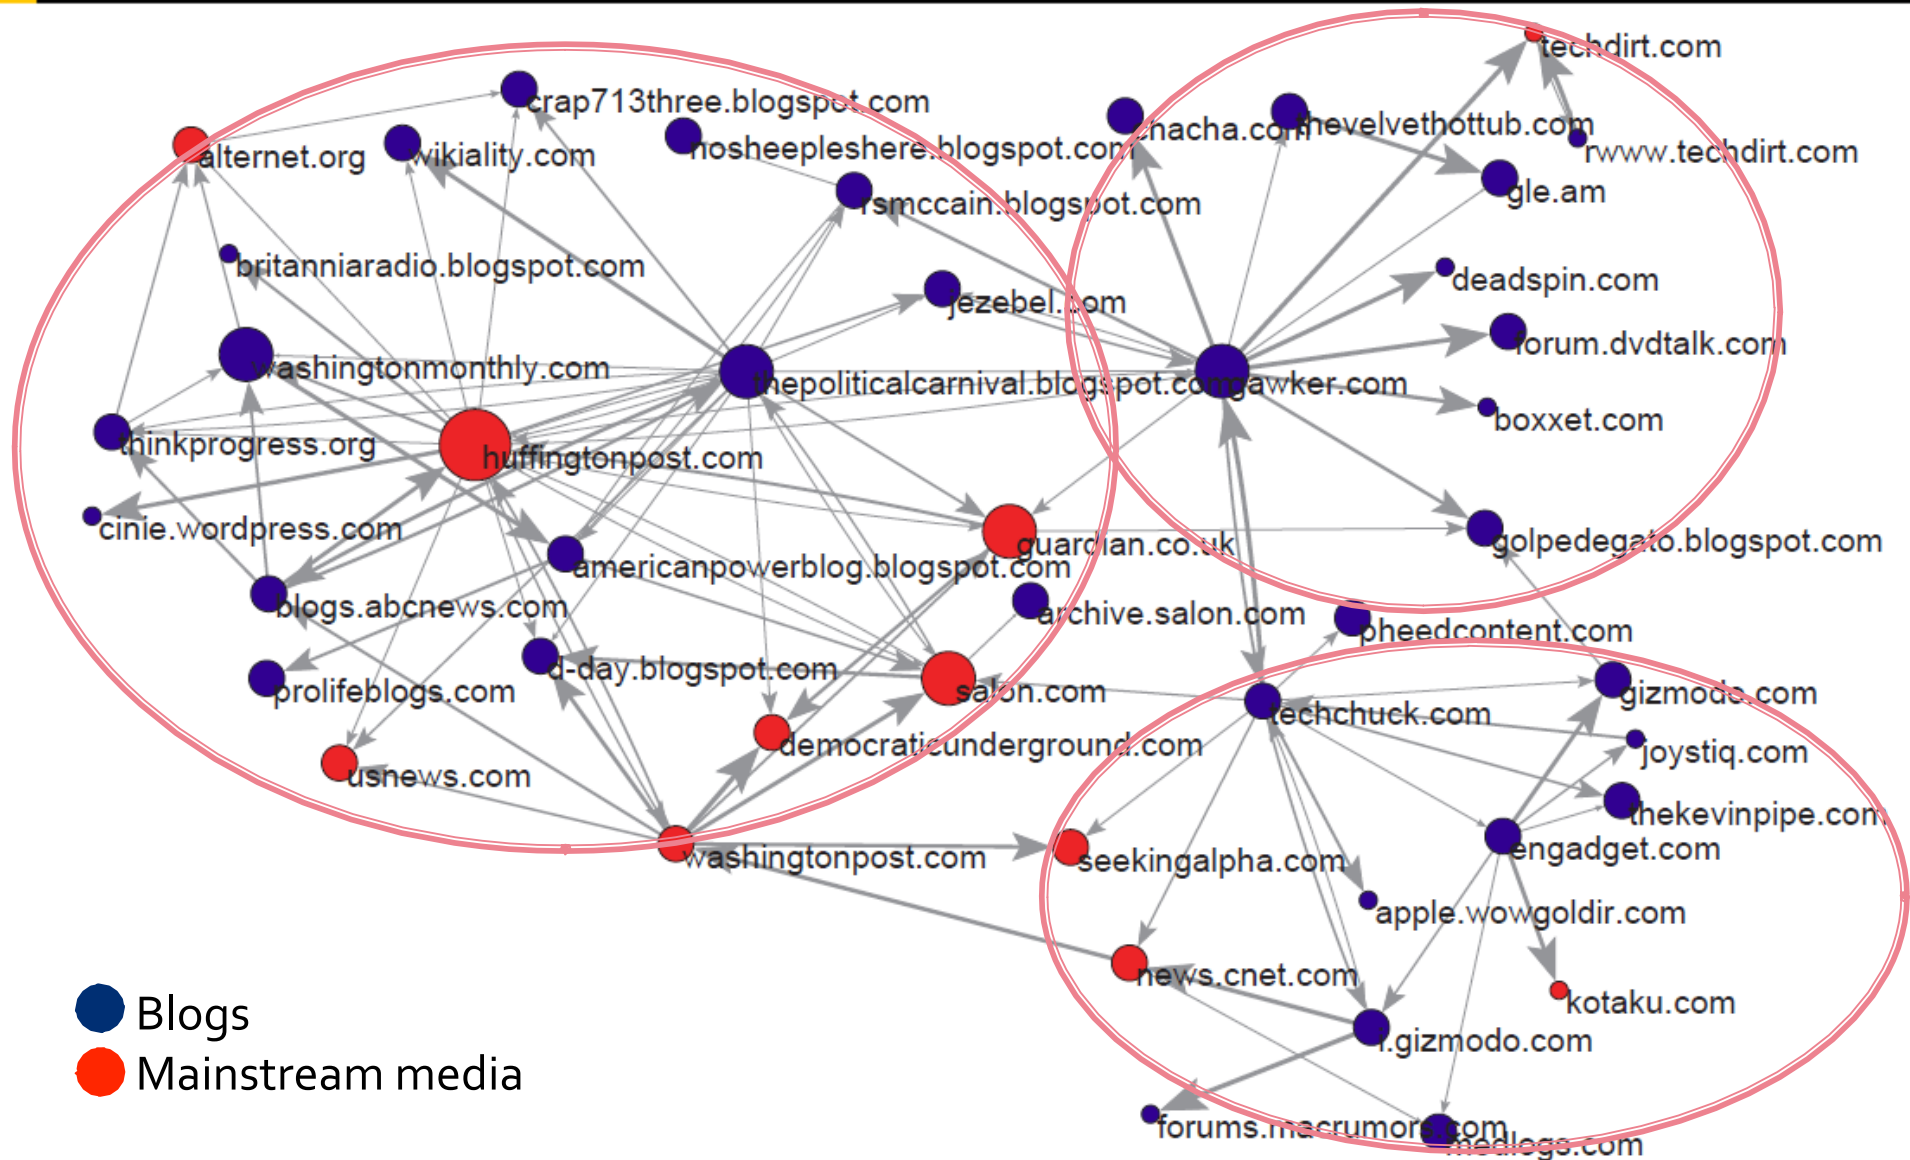 techdirt.com
crap713three.blogspot.com
chacha.com
thevelvethottub.com
nosheepleshere.blogspot.com
alternet.org
wikiality.com
rwww.techdirt.com
gle.am
rsmccain.blogspot.com
britanniaradio.blogspot.com
deadspin.com
jezebel.com
forum.dvdtalk.com
washingtonmonthly.com
thepoliticalcarnival.blogspot.com
gawker.com
boxxet.com
thinkprogress.org
huffingtonpost.com
cinie.wordpress.com
guardian.co.uk
golpedegato.blogspot.com
americanpowerblog.blogspot.com
blogs.abcnews.com
archive.salon.com
pheedcontent.com
d-day.blogspot.com
prolifeblogs.com
salon.com
gizmodo.com
techchuck.com
democraticunderground.com
joystiq.com
usnews.com
thekevinpipe.com
washingtonpost.com
seekingalpha.com
engadget.com
apple.wowgoldir.com
news.cnet.com
kotaku.com
i.gizmodo.com
Blogs
Mainstream media
forums.macrumors.com
medlogs.com